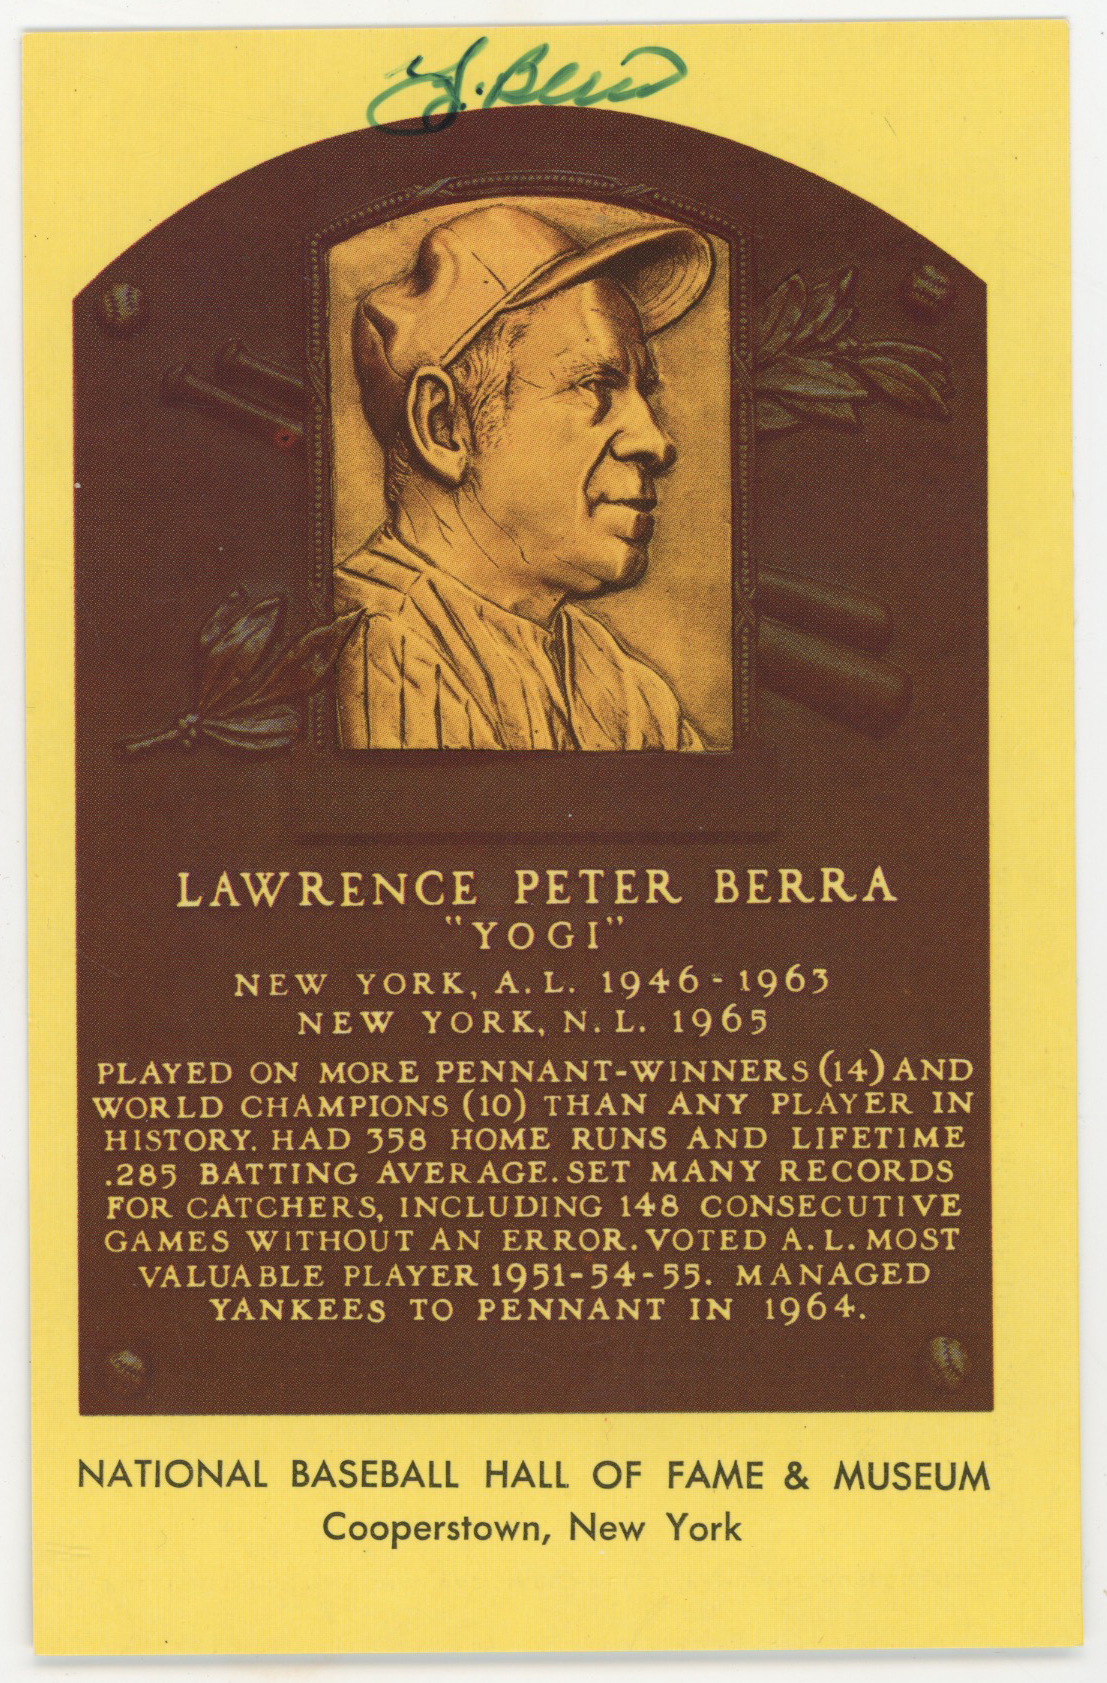 Y. Berra
LAWRENCE PETER BERRA
"YOGI"
NEW YORK, A.L. 1946-1963
NEW YORK, N.L. 1965
PLAYED ON MORE PENNANT-WINNERS (14) AND
WORLD CHAMPIONS (10) THAN ANY PLAYER IN
HISTORY. HAD 358 HOME RUNS AND LIFETIME
.285 BATTING AVERAGE. SET MANY RECORDS
FOR CATCHERS, INCLUDING 148 CONSECUTIVE
GAMES WITHOUT AN ERROR. VOTED A.L. MOST
VALUABLE PLAYER 1951-54-55. MANAGED
YANKEES TO PENNANT IN 1964.
NATIONAL BASEBALL HALL OF FAME & MUSEUM
Cooperstown, New York